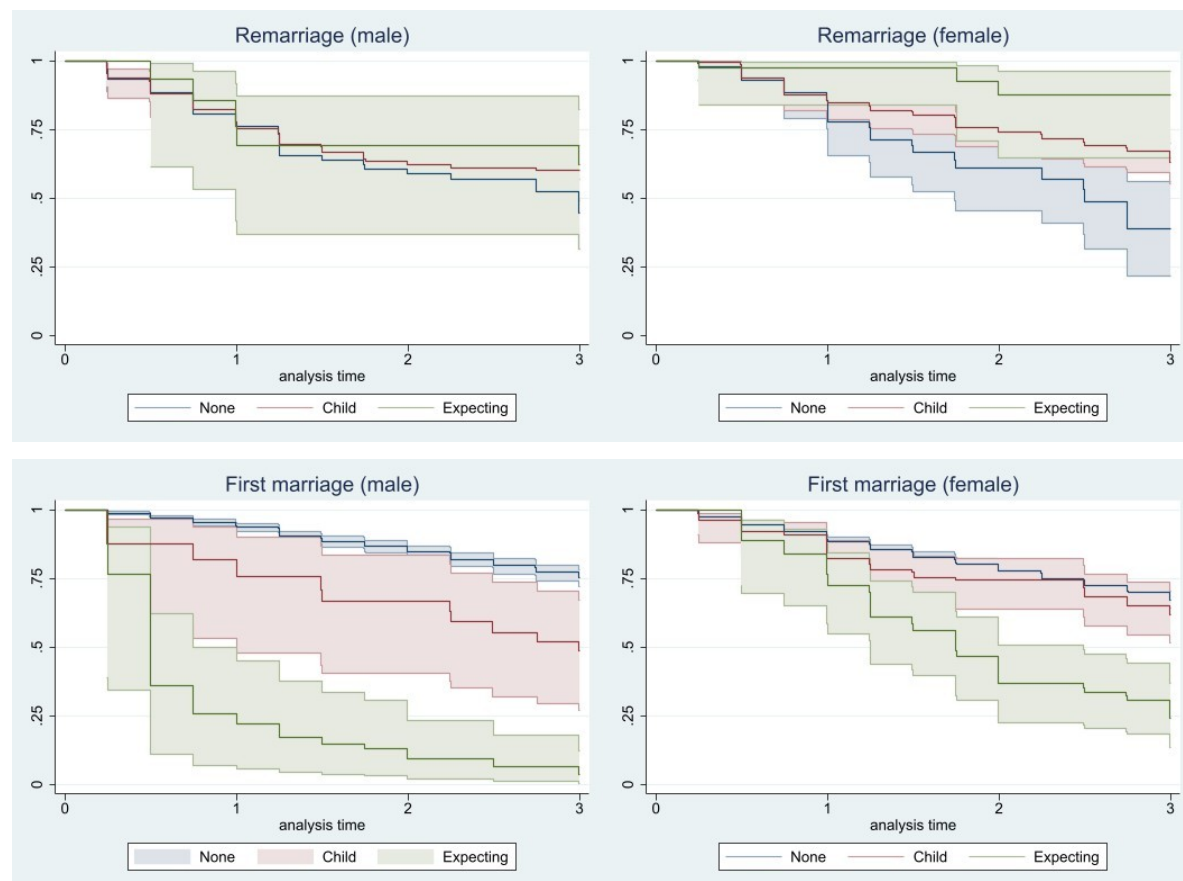 Remarriage (male)
1
.75
.5
.25
0
0 1 2 3
analysis time
None Child Expecting
Remarriage (female)
1
.75
.5
.25
0
0 1 2 3
analysis time
None Child Expecting
First marriage (male)
1
.75
.5
.25
0
0 1 2 3
analysis time
None Child Expecting
First marriage (female)
1
.75
.5
.25
0
0 1 2 3
analysis time
None Child Expecting